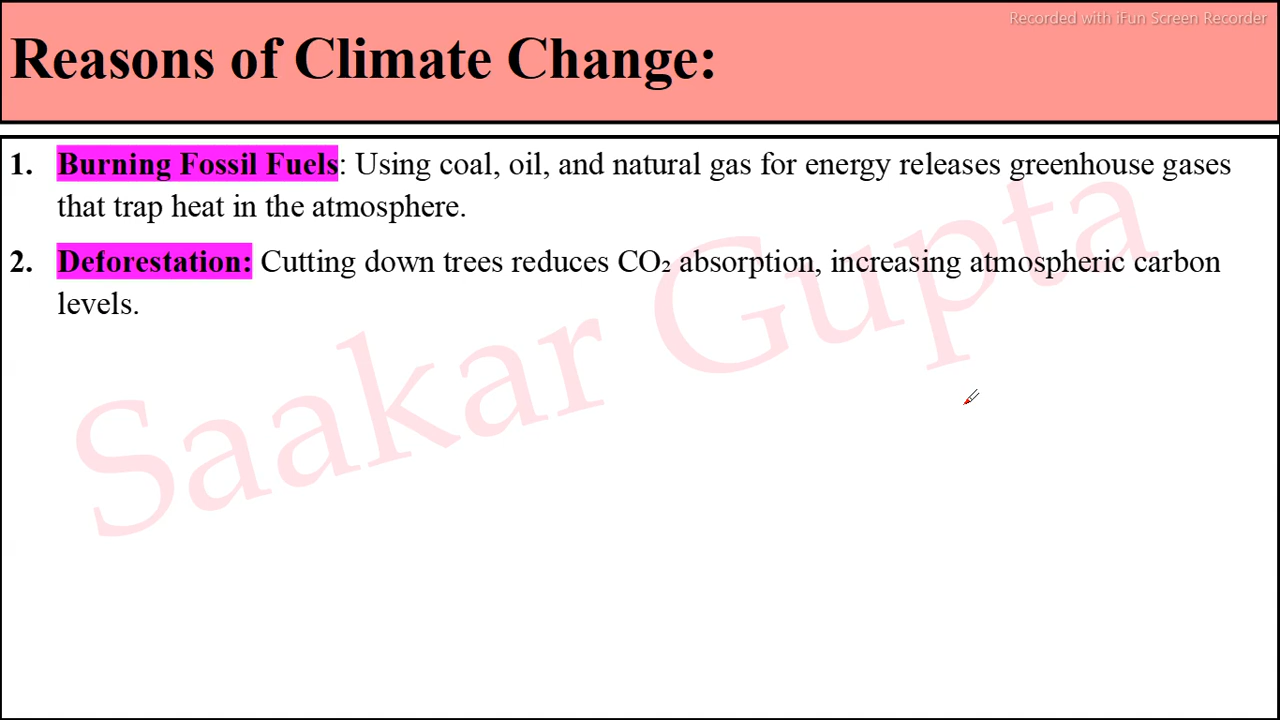 Recorded with iFun Screen Recorder
Reasons of Climate Change:
1. Burning Fossil Fuels: Using coal, oil, and natural gas for energy releases greenhouse gases
that trap heat in the atmosphere.
2. Deforestation: Cutting down trees reduces CO₂ absorption, increasing atmospheric carbon
levels.
Saakar Gupta